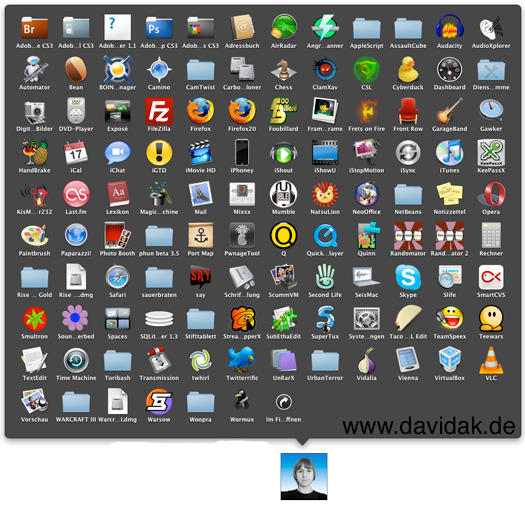 Adob...e CS3 Adob...l CS3 Adob...er 1.1 Adob...p CS3 Adob...s CS3 Adressbuch AirRadar Angr...anner AppleScript AssaultCube Audacity AudioXplorer
Automator Bean BOIN...nager Camino CamTwist Carbo...loner Chess ClamXav CSL Cyberduck Dashboard Diens...mme
Digit...Bilder DVD-Player Exposé FileZilla Firefox Firefox20 Foobillard Fram...rame Frets on Fire Front Row GarageBand Gawker
HandBrake iCal iChat iGTD iMovie HD iPhoney iShout iShowU iStopMotion iSync iTunes KeePassX
KisM...r232 Last.fm Lexikon Magic...chine Mail Mixxx Mumble NatsuLion NeoOffice NetBeans Notizzettel Opera
Paintbrush Paparazzi! Photo Booth phun beta 3.5 Port Map PwnageTool Q Quick...layer Quinn Randomator Rand...ator 2 Rechner
Rise ... Gold Rise ....dmg Safari sauerbraten say Schrif...lung ScummVM Second Life SeisMac Skype Slife SmartCVS
Smultron Soun...erbed Spaces SQLit...er 1.3 Stifttablett Strea...pperX SubEthaEdit SuperTux Syste...ngen Taco ... L Edit TeamSpeex Teewars
TextEdit Time Machine Toribash Transmission twhirl Twitterrific UnRarX UrbanTerror Vidalia Vienna VirtualBox VLC
Vorschau WARCRAFT III Warcr...l.dmg Warsow Woopra Wormux Im Fi...ffnen
www.davidak.de